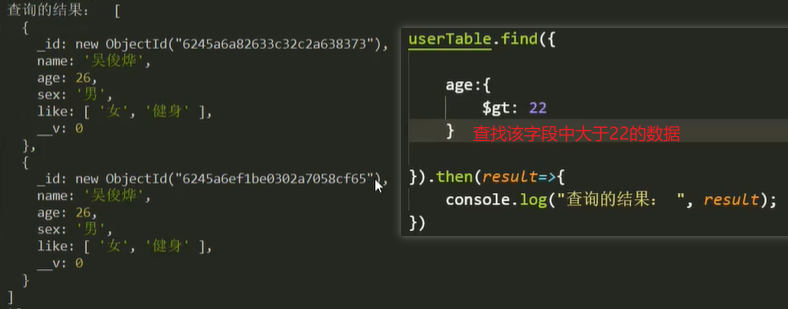 查询的结果： [
{
_id: new ObjectId("6245a6a82633c32c2a638373"),
name: '吴俊烨',
age: 26,
sex: '男',
like: [ '女', '健身' ],
__v: 0
},
{
_id: new ObjectId("6245a6ef1be0302a7058cf65"),
name: '吴俊烨',
age: 26,
sex: '男',
like: [ '女', '健身' ],
__v: 0
}
]
userTable.find({
age:{
$gt: 22
} 查找该字段中大于22的数据
}).then(result=>{
console.log("查询的结果： ", result);
})